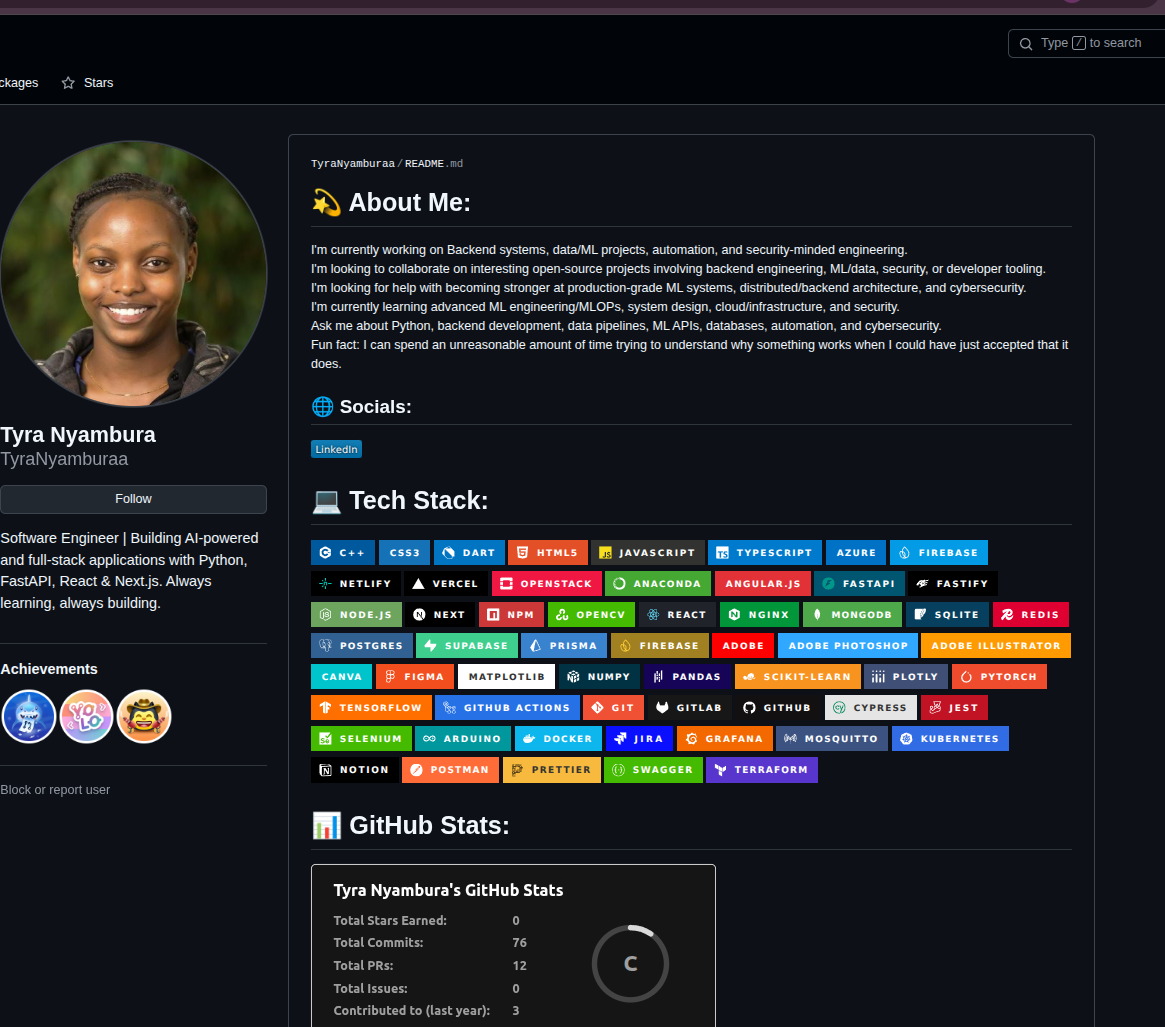 Type / to search
ckages
Stars
TyraNyamburaa/README.md
💫 About Me:
I'm currently working on Backend systems, data/ML projects, automation, and security-minded engineering.
I'm looking to collaborate on interesting open-source projects involving backend engineering, ML/data, security, or developer tooling.
I'm looking for help with becoming stronger at production-grade ML systems, distributed/backend architecture, and cybersecurity.
I'm currently learning advanced ML engineering/MLOPs, system design, cloud/infrastructure, and security.
Ask me about Python, backend development, data pipelines, ML APIs, databases, automation, and cybersecurity.
Fun fact: I can spend an unreasonable amount of time trying to understand why something works when I could have just accepted that it
does.
🌐 Socials:
LinkedIn
💻 Tech Stack:
C++ CSS3 DART HTML5 JAVASCRIPT TYPESCRIPT AZURE FIREBASE
NETLIFY VERCEL OPENSTACK ANACONDA ANGULAR.JS FASTAPI FASTIFY
NODE.JS NEXT NPM OPENCV REACT NGINX MONGODB SQLITE REDIS
POSTGRES SUPABASE PRISMA FIREBASE ADOBE ADOBE PHOTOSHOP ADOBE ILLUSTRATOR
CANVA FIGMA MATPLOTLIB NUMPY PANDAS SCIKIT-LEARN PLOTLY PYTORCH
TENSORFLOW GITHUB ACTIONS GIT GITLAB GITHUB CYPRESS JEST
SELENIUM ARDUINO DOCKER JIRA GRAFANA MOSQUITTO KUBERNETES
NOTION POSTMAN PRETTIER SWAGGER TERRAFORM
📊 GitHub Stats:
Tyra Nyambura's GitHub Stats
Total Stars Earned: 0
Total Commits: 76
Total PRs: 12
Total Issues: 0
Contributed to (last year): 3
C
Tyra Nyambura
TyraNyamburaa
Follow
Software Engineer | Building AI-powered
and full-stack applications with Python,
FastAPI, React & Next.js. Always
learning, always building.
Achievements
YOLO
Block or report user